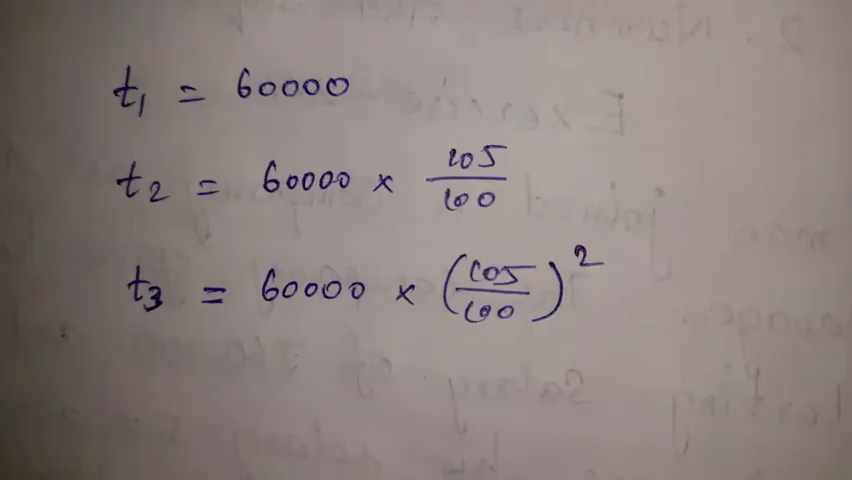 t₁ = 60000
t₂ = 60000 × 105/100
t₃ = 60000 × (105/100)²